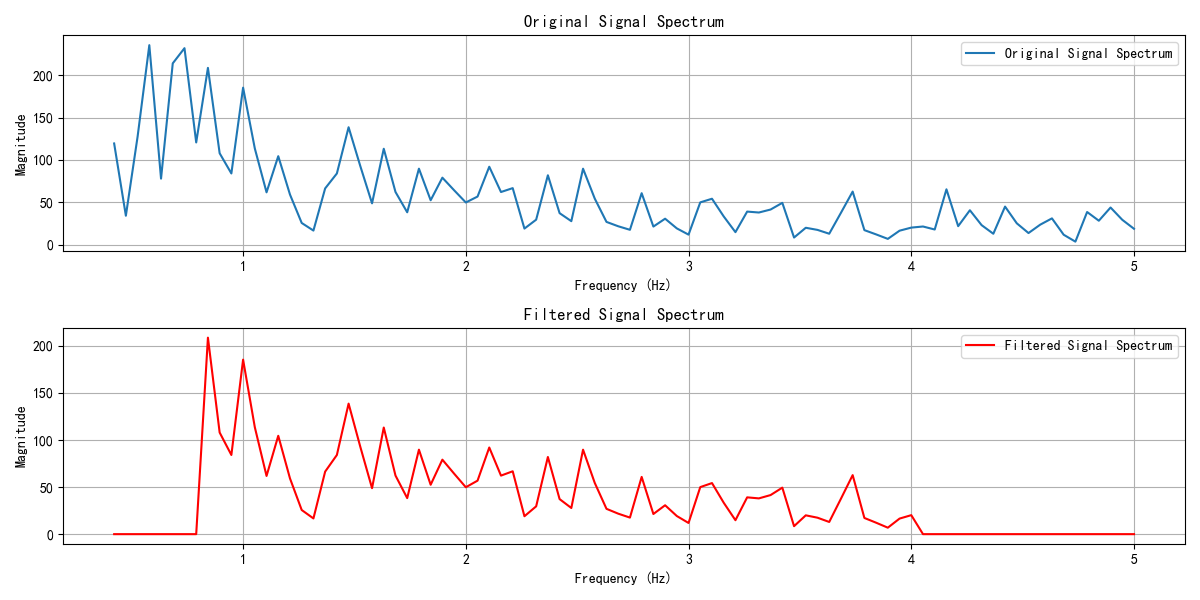 Original Signal Spectrum
Original Signal Spectrum
Magnitude
200
150
100
50
0
1 2 3 4 5
Frequency (Hz)
Filtered Signal Spectrum
Filtered Signal Spectrum
Magnitude
200
150
100
50
0
1 2 3 4 5
Frequency (Hz)